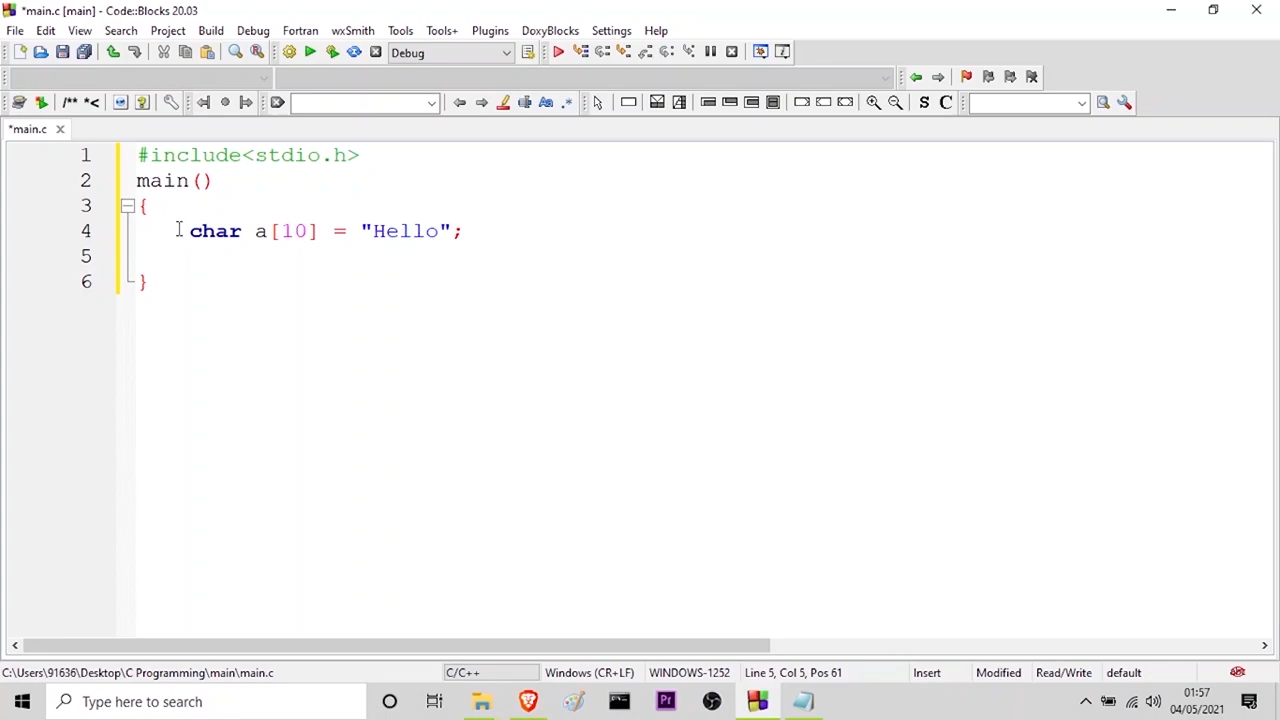 *main.c [main] - Code::Blocks 20.03
File Edit View Search Project Build Debug Fortran wxSmith Tools Tools+ Plugins DoxyBlocks Settings Help
Debug
/** *<
S C
*main.c
1 #include<stdio.h>
2 main()
3 {
4 char a[10] = "Hello";
5
6 }
C:\Users\91636\Desktop\C Programming\main\main.c C/C++ Windows (CR+LF) WINDOWS-1252 Line 5, Col 5, Pos 61 Insert Modified Read/Write default
Type here to search
Pr
01:57
04/05/2021